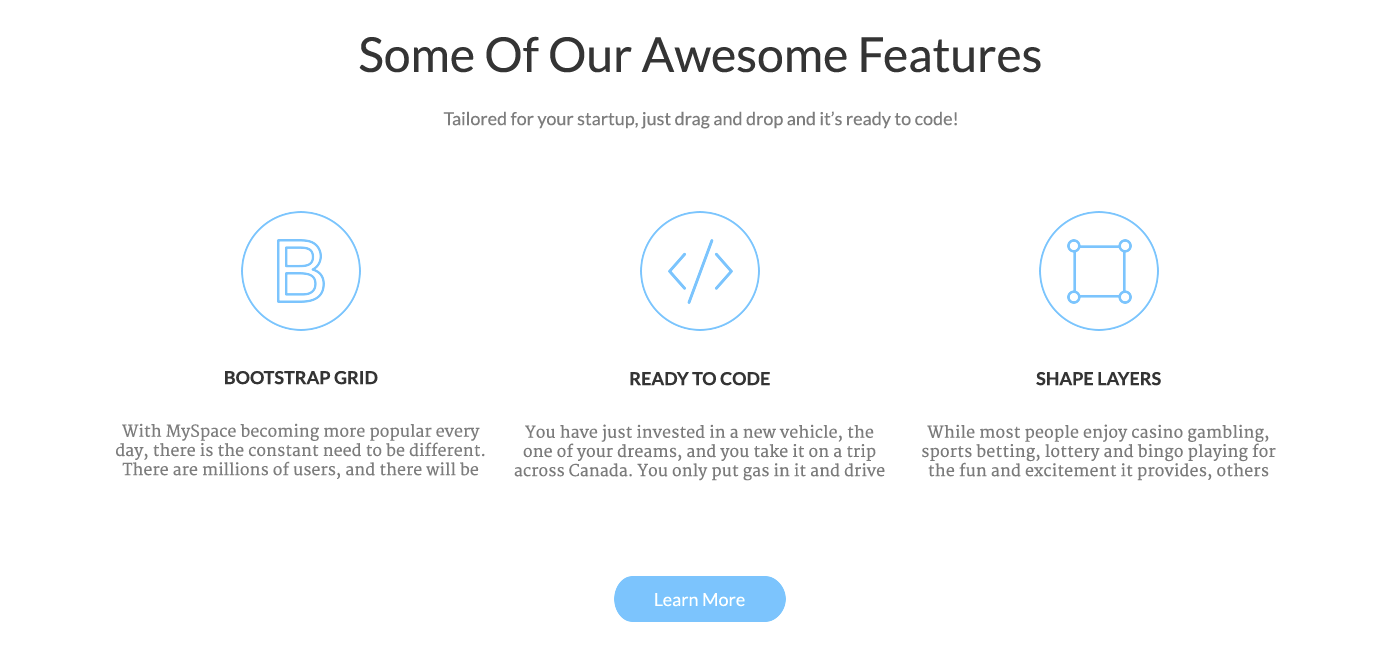 Some Of Our Awesome Features
Tailored for your startup, just drag and drop and it’s ready to code!
B
</>
BOOTSTRAP GRID
READY TO CODE
SHAPE LAYERS
With MySpace becoming more popular every
day, there is the constant need to be different.
There are millions of users, and there will be
You have just invested in a new vehicle, the
one of your dreams, and you take it on a trip
across Canada. You only put gas in it and drive
While most people enjoy casino gambling,
sports betting, lottery and bingo playing for
the fun and excitement it provides, others
Learn More